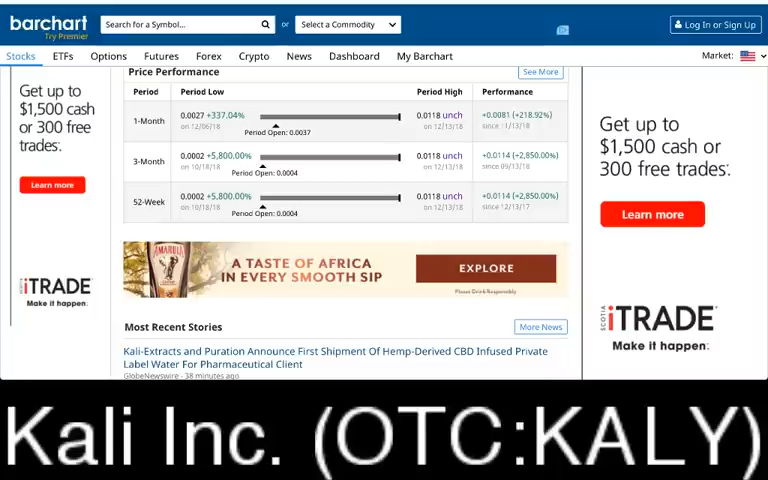 barchart
Try Premier
Search for a Symbol...
or
Select a Commodity
Log In or Sign Up
Stocks ETFs Options Futures Forex Crypto News Dashboard My Barchart
Market:
Get up to
$1,500 cash
or 300 free
trades*.
Learn more
SCOTIA iTRADE®
Make it happen.
Price Performance
See More
Period Period Low Period High Performance
1-Month 0.0027 +337.04% 0.0118 unch +0.0081 (+218.92%)
on 12/06/18 on 12/13/18 since 11/13/18
Period Open: 0.0037
3-Month 0.0002 +5,800.00% 0.0118 unch +0.0114 (+2,850.00%)
on 10/18/18 on 12/13/18 since 09/13/18
Period Open: 0.0004
52-Week 0.0002 +5,800.00% 0.0118 unch +0.0114 (+2,850.00%)
on 10/18/18 on 12/13/18 since 12/13/17
Period Open: 0.0004
AMARULA
A TASTE OF AFRICA
IN EVERY SMOOTH SIP
EXPLORE
Please Drink Responsibly
Most Recent Stories
More News
Kali-Extracts and Puration Announce First Shipment Of Hemp-Derived CBD Infused Private
Label Water For Pharmaceutical Client
GlobeNewswire - 38 minutes ago
Get up to
$1,500 cash or
300 free trades*.
Learn more
SCOTIA iTRADE®
Make it happen.
Kali Inc. (OTC:KALY)